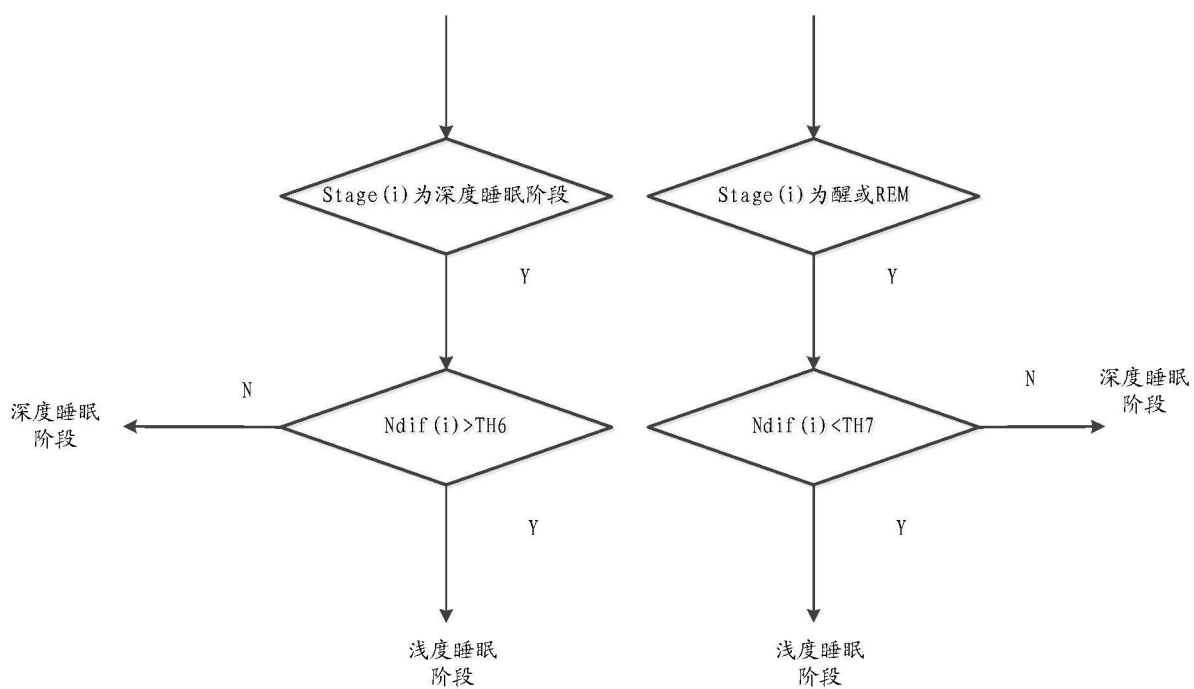 Stage(i)为深度睡眠阶段
Stage(i)为醒或REM
Y
Y
N
N
深度睡眠
阶段
Ndif(i)>TH6
Ndif(i)<TH7
深度睡眠
阶段
Y
Y
浅度睡眠
阶段
浅度睡眠
阶段